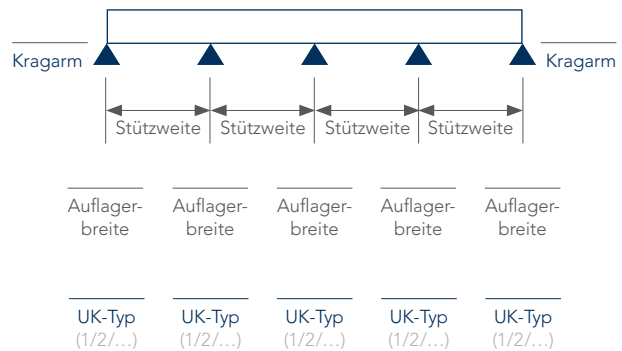 Kragarm Kragarm
Stützweite Stützweite Stützweite Stützweite
Auflager- Auflager- Auflager- Auflager- Auflager-
breite breite breite breite breite
UK-Typ UK-Typ UK-Typ UK-Typ UK-Typ
(1/2/…) (1/2/…) (1/2/…) (1/2/…) (1/2/…)